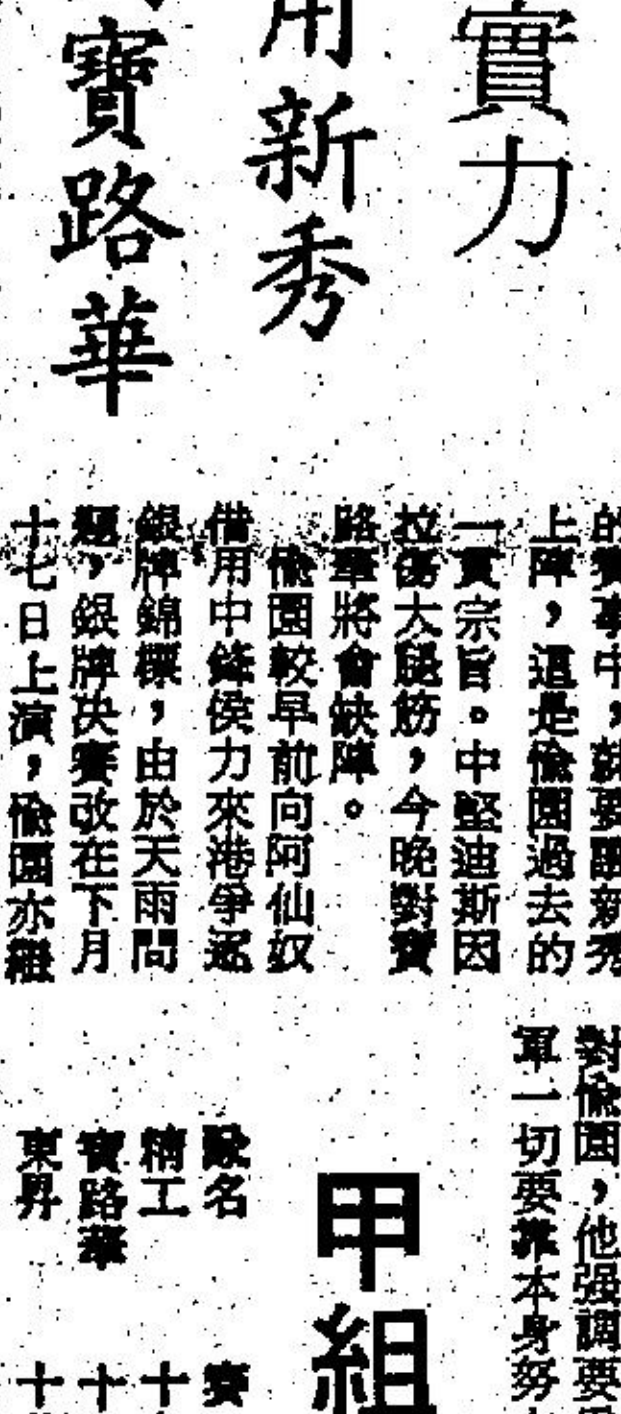 實力
用新秀
寶路華
的賽事中，就要讓新秀
上陣，這是愉園過去的
一貫宗旨。中堅迪斯因
拉傷大腿筋，今晚對寶
路華將會缺陣。
愉園較早前向阿仙奴
借用中鋒侯力來港爭逐
銀牌錦標，由於天雨問
題，銀牌決賽改在下月
十七日上演，愉園亦繼
對愉園，他强調要
軍一切要靠本身努
甲組
隊名 賽
精工 十
寶路華 十
東昇 十